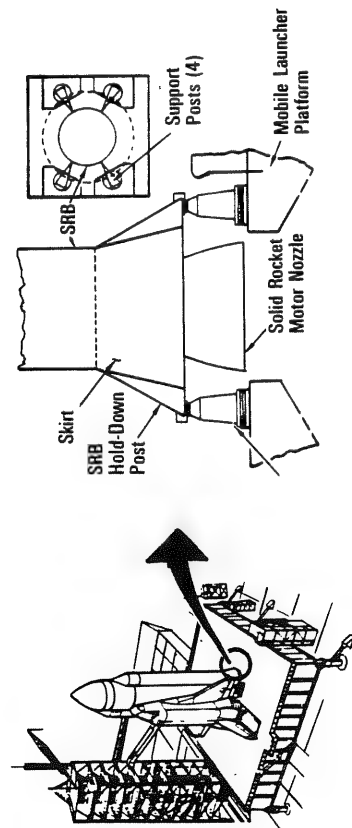 SRB
Support
Posts (4)
Skirt
SRB
Hold-Down
Post
Solid Rocket
Motor Nozzle
Mobile Launcher
Platform